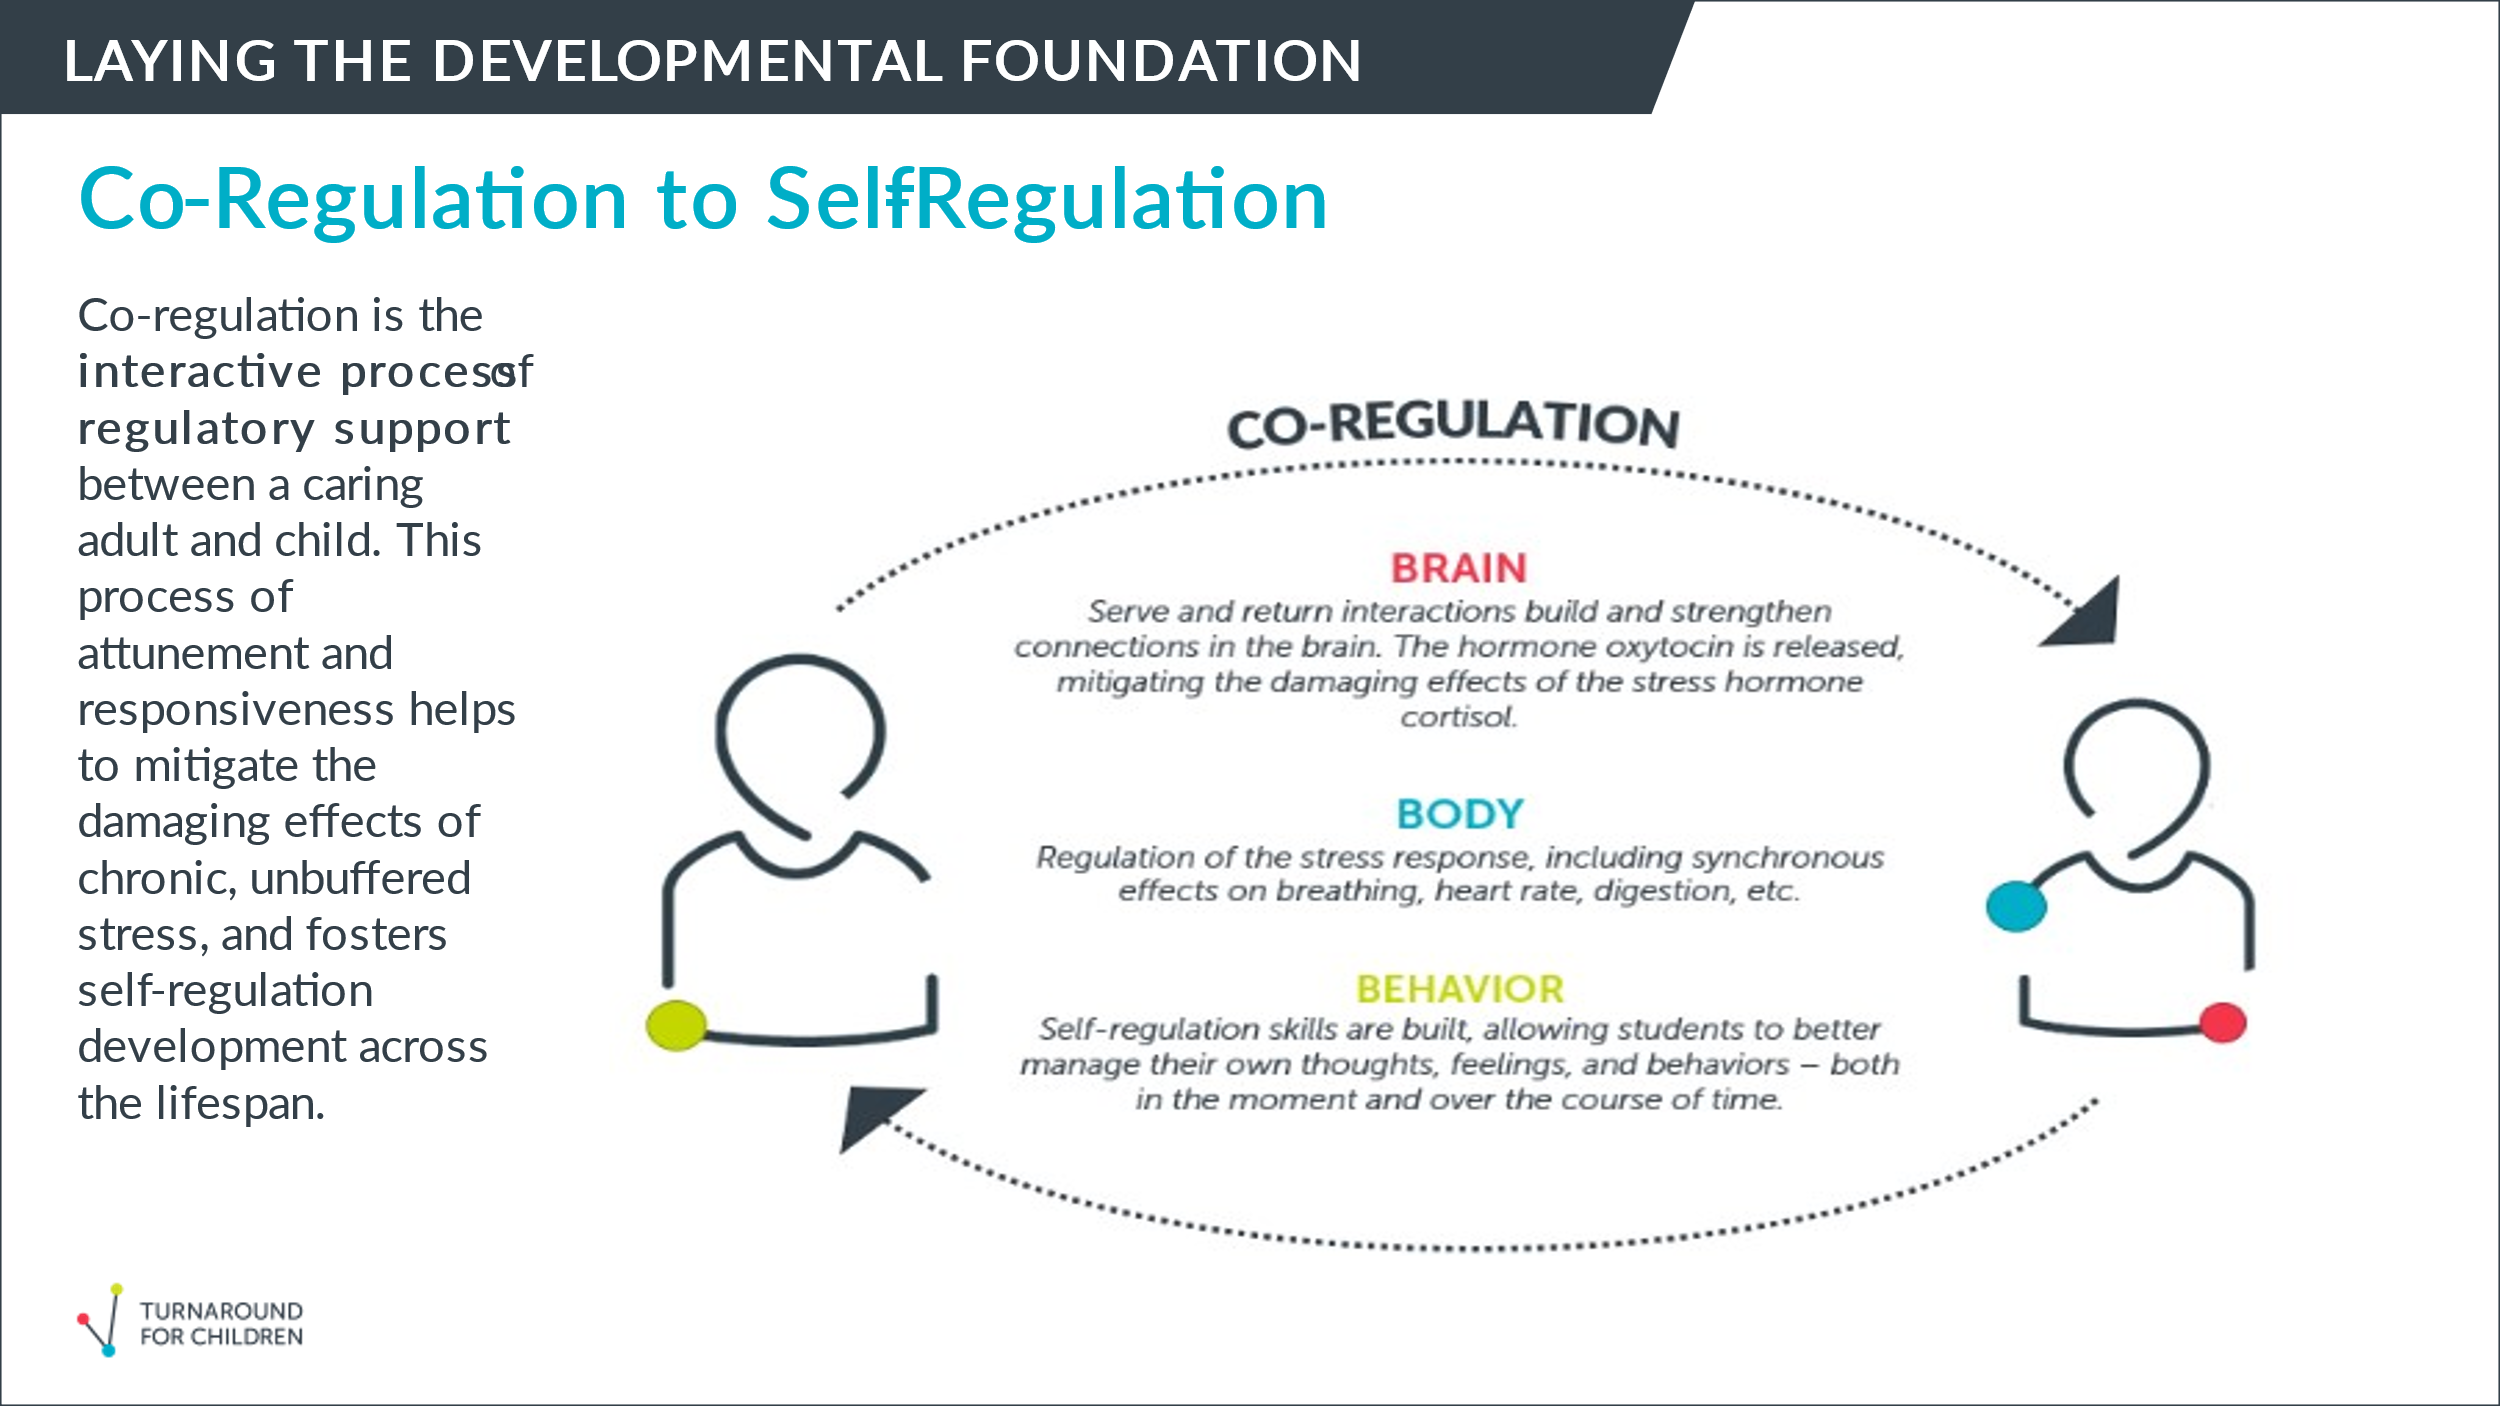 LAYING THE DEVELOPMENTAL FOUNDATION
Co-Regulation to Self-Regulation
Co-regulation is the
interactive process of
regulatory support
between a caring
adult and child. This
process of
attunement and
responsiveness helps
to mitigate the
damaging effects of
chronic, unbuffered
stress, and fosters
self-regulation
development across
the lifespan.
CO-REGULATION
BRAIN
Serve and return interactions build and strengthen
connections in the brain. The hormone oxytocin is released,
mitigating the damaging effects of the stress hormone
cortisol.
BODY
Regulation of the stress response, including synchronous
effects on breathing, heart rate, digestion, etc.
BEHAVIOR
Self-regulation skills are built, allowing students to better
manage their own thoughts, feelings, and behaviors – both
in the moment and over the course of time.
TURNAROUND
FOR CHILDREN